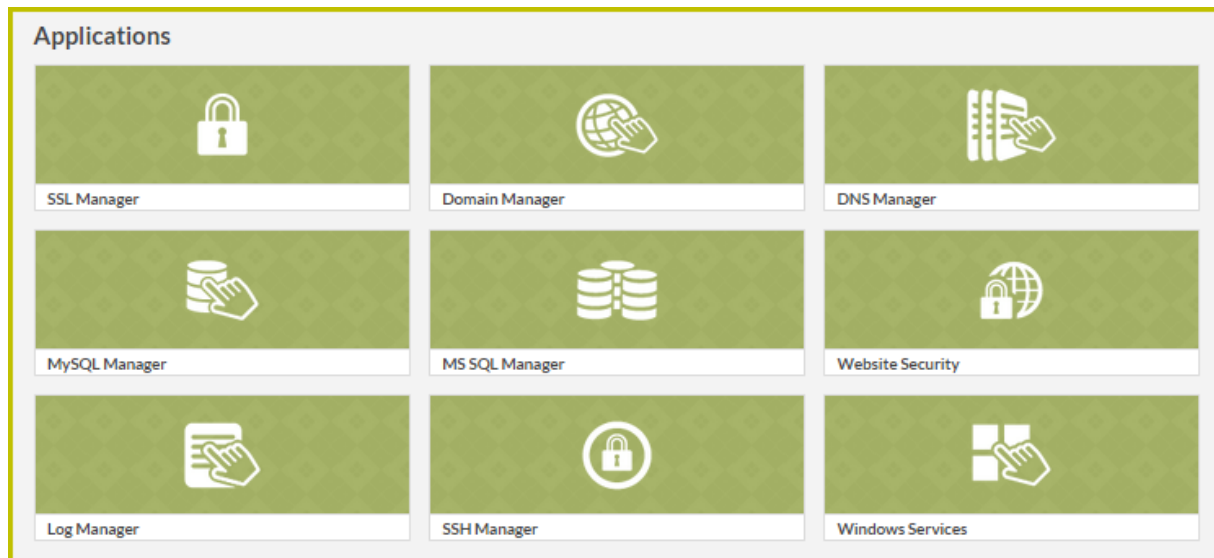 Applications
SSL Manager
Domain Manager
DNS Manager
MySQL Manager
MS SQL Manager
Website Security
Log Manager
SSH Manager
Windows Services